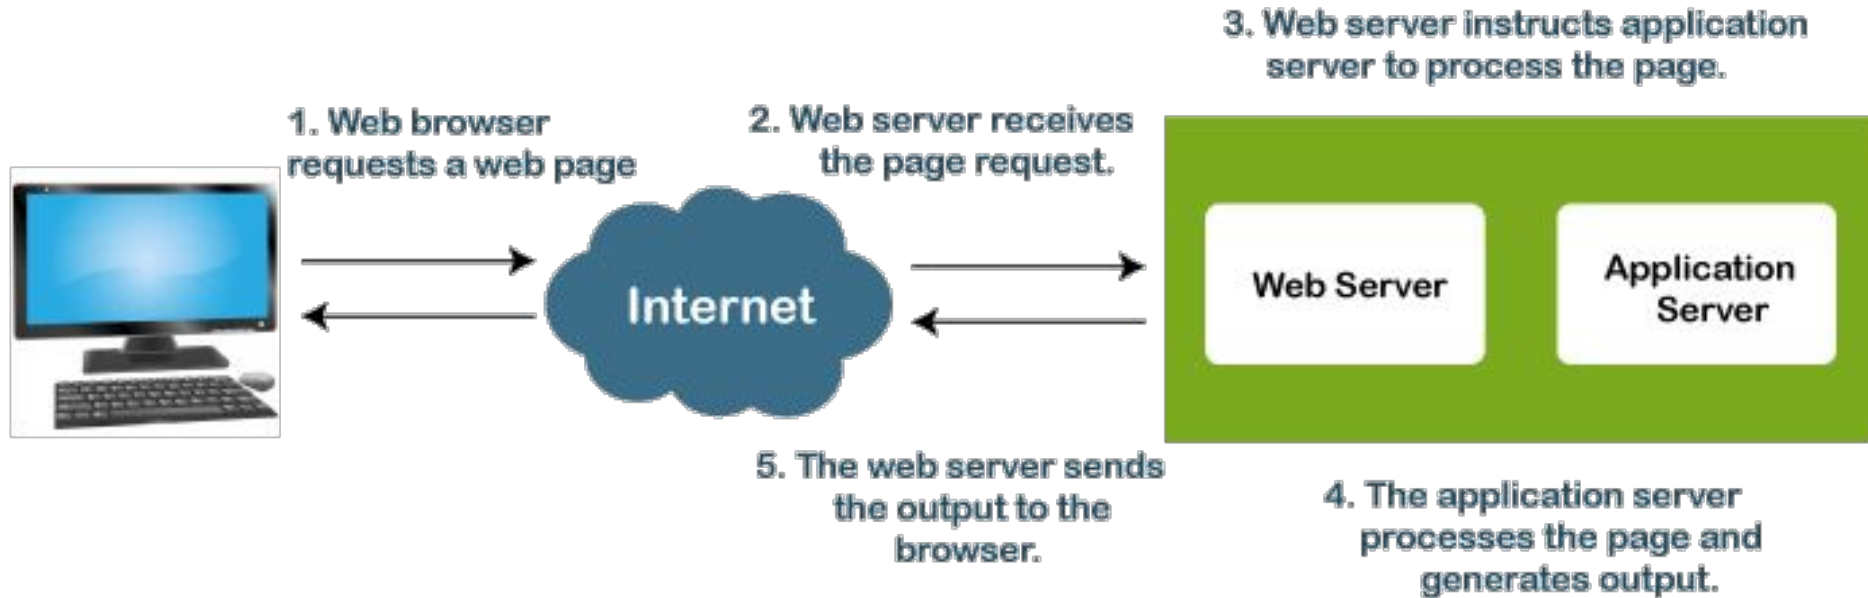 3. Web server instructs application
server to process the page.
1. Web browser
requests a web page
2. Web server receives
the page request.
Internet
Web Server
Application
Server
5. The web server sends
the output to the
browser.
4. The application server
processes the page and
generates output.